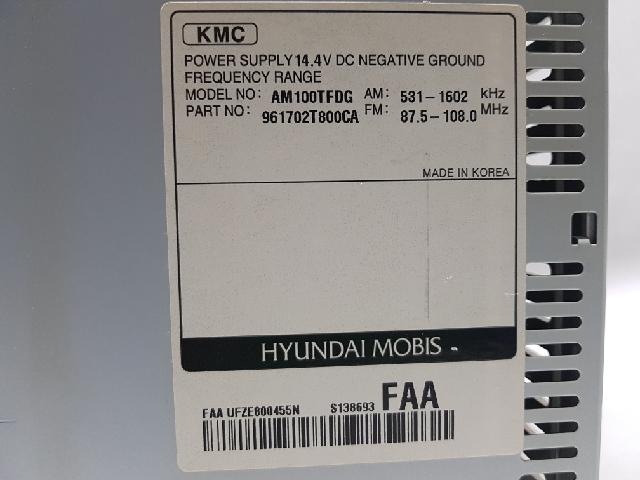 KMC
POWER SUPPLY 14.4V DC NEGATIVE GROUND
FREQUENCY RANGE
MODEL NO: AM100TFDG AM: 531-1602 kHz
PART NO: 961702T800CA FM: 87.5-108.0 MHz
MADE IN KOREA
HYUNDAI MOBIS
FAA UFZE600455N S138693 FAA